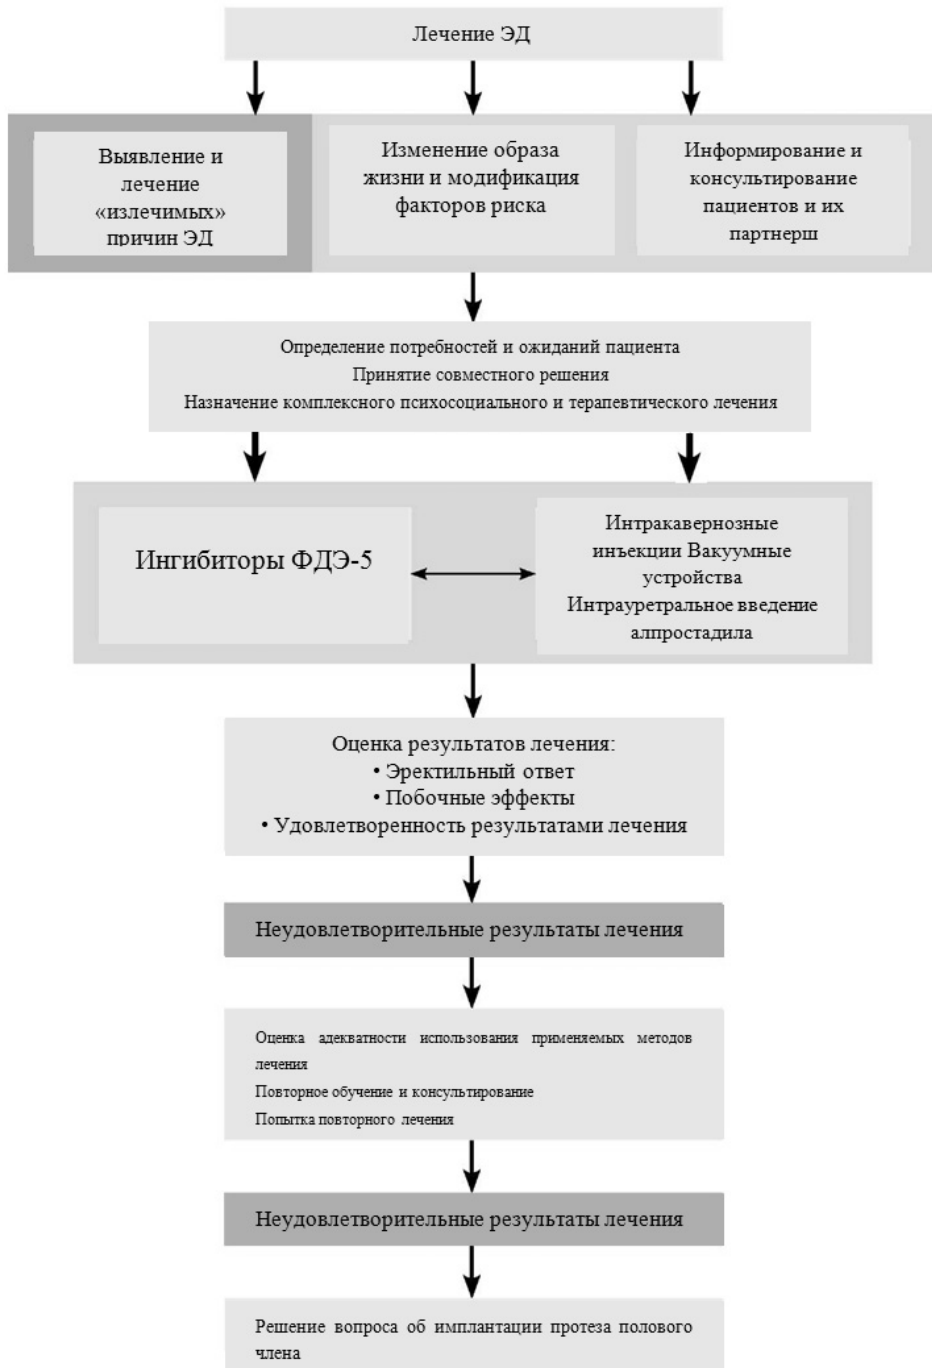 Лечение ЭД
Выявление и
лечение
«излечимых»
причин ЭД
Изменение образа
жизни и модификация
факторов риска
Информирование и
консультирование
пациентов и их
партнерш
Определение потребностей и ожиданий пациента
Принятие совместного решения
Назначение комплексного психосоциального и терапевтического лечения
Ингибиторы ФДЭ-5
Интракавернозные
инъекции Вакуумные
устройства
Интрауретральное введение
алпростадила
Оценка результатов лечения:
• Эректильный ответ
• Побочные эффекты
• Удовлетворенность результатами лечения
Неудовлетворительные результаты лечения
Оценка адекватности использования применяемых методов
лечения
Повторное обучение и консультирование
Попытка повторного лечения
Неудовлетворительные результаты лечения
Решение вопроса об имплантации протеза полового
члена